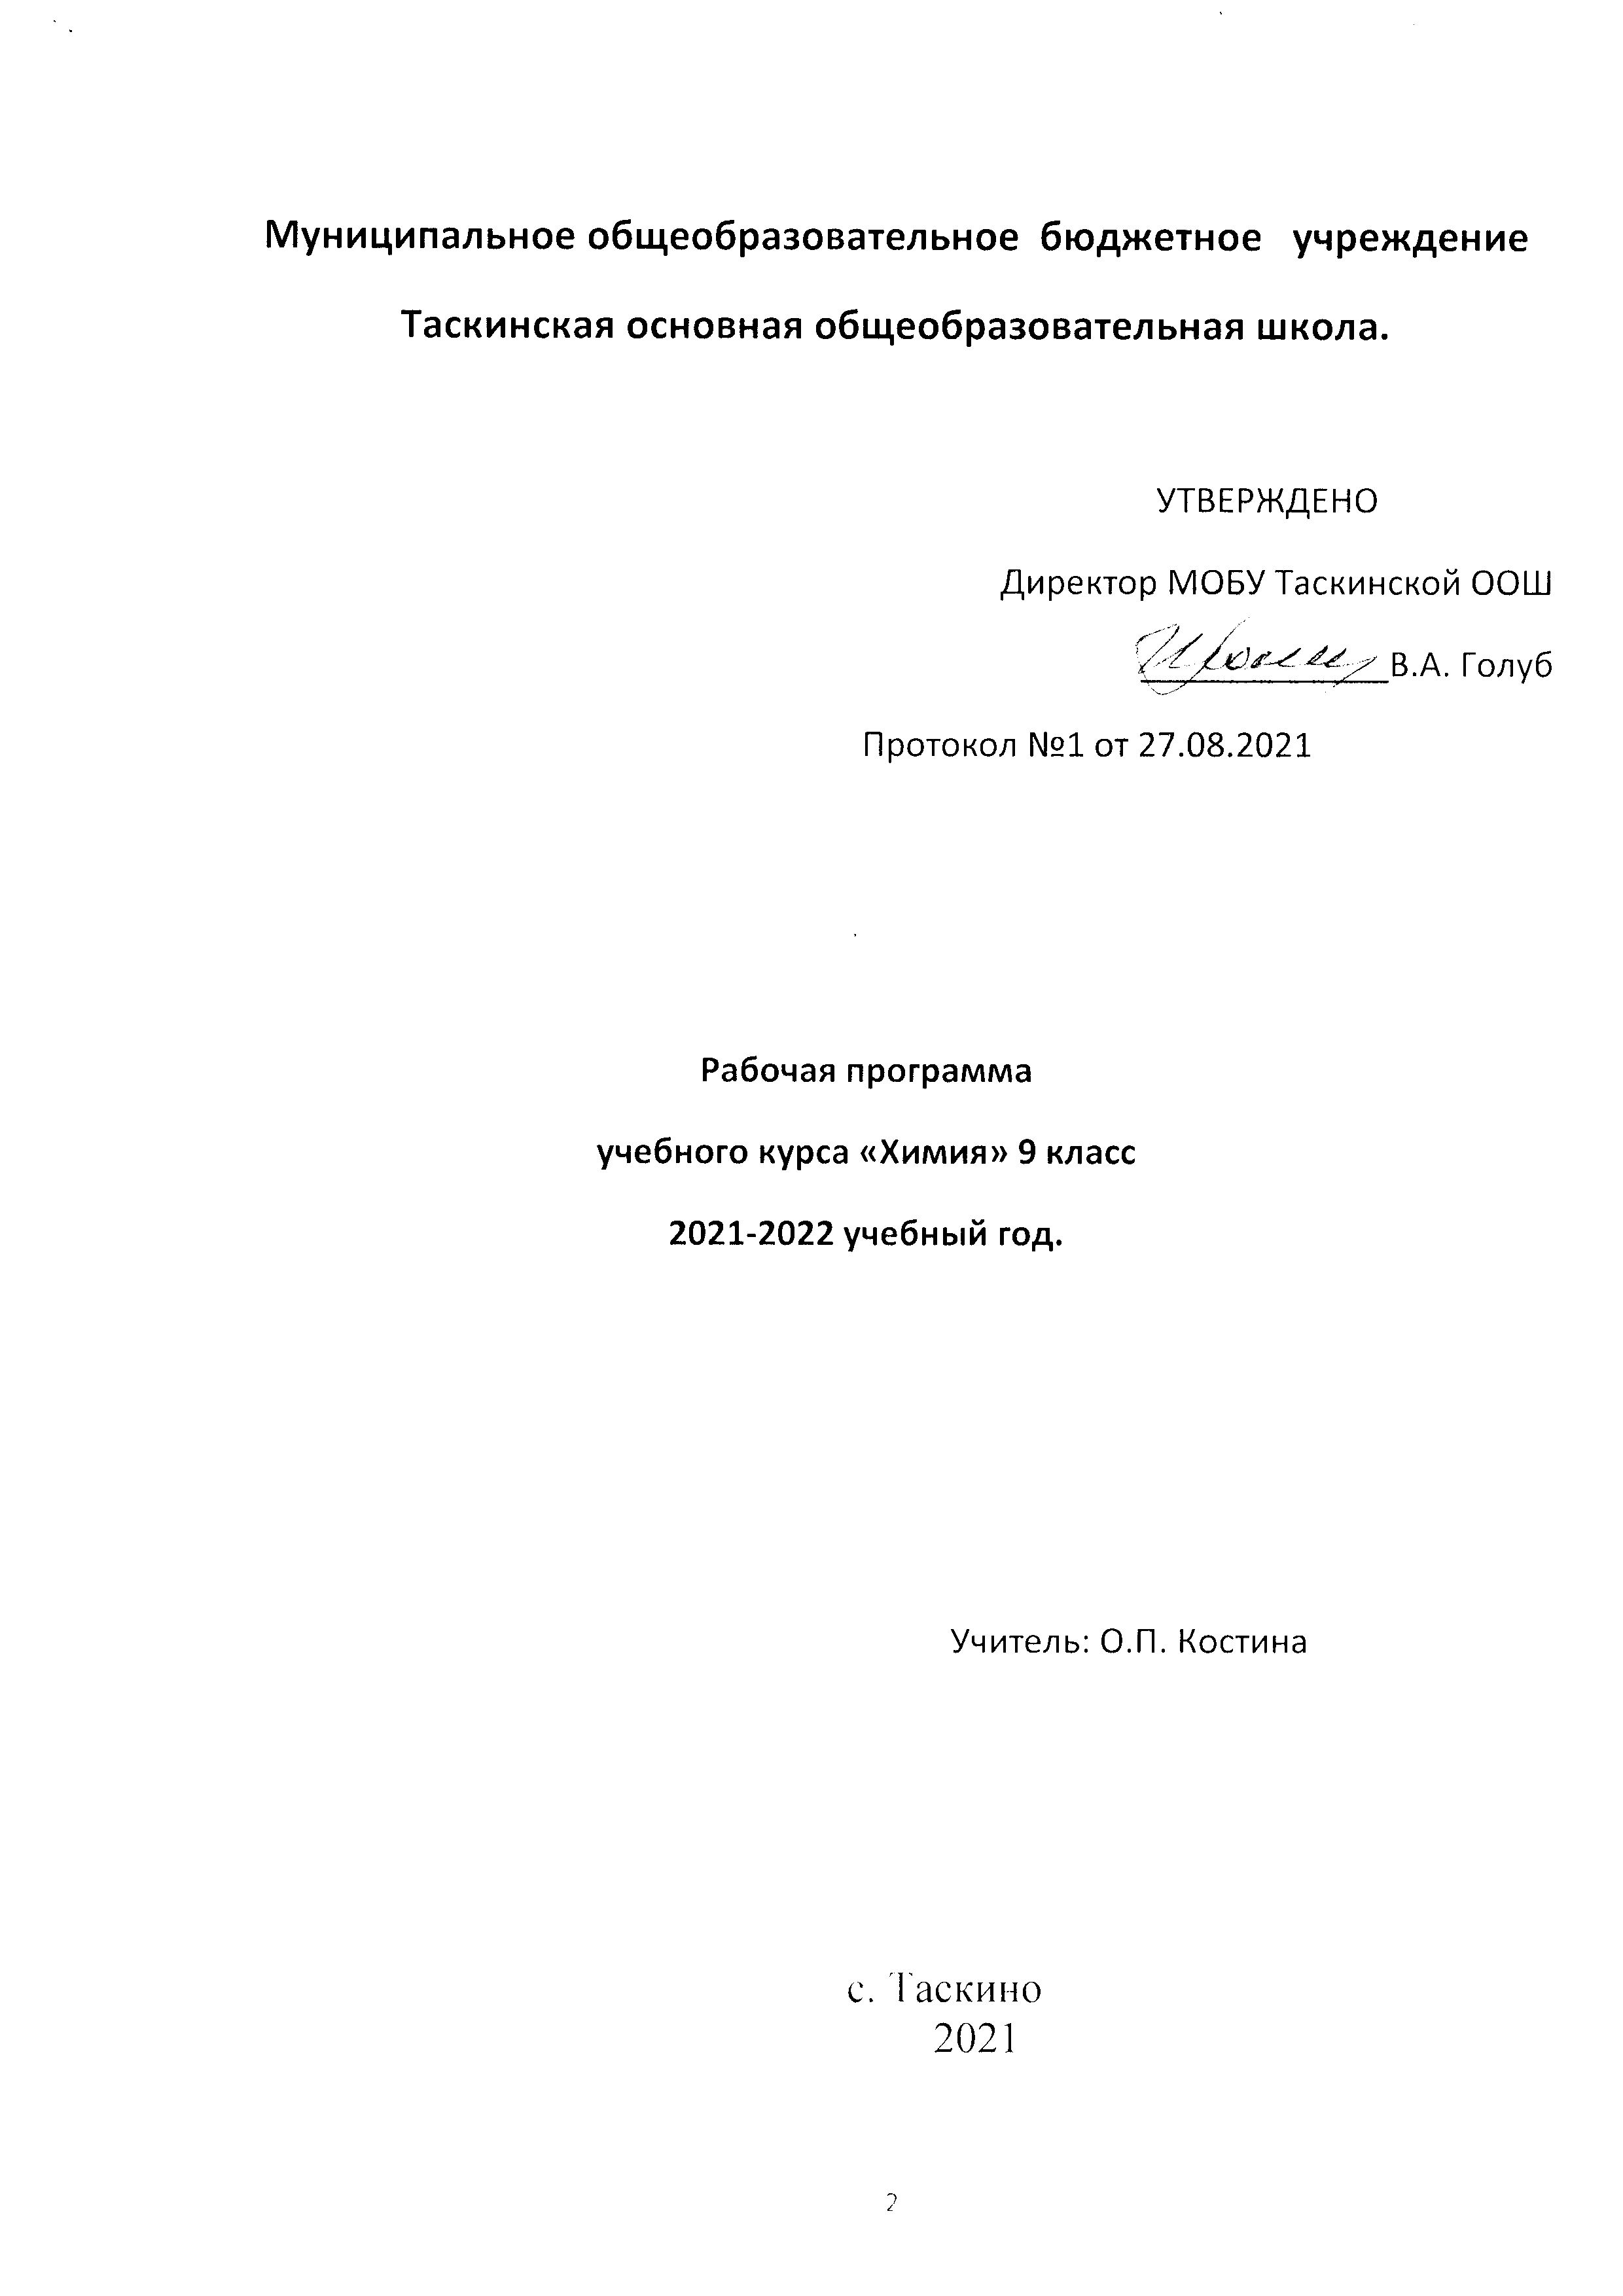 Муниципальное общеобразовательное бюджетное учреждение
Таскинская основная общеобразовательная школа.
УТВЕРЖДЕНО
Директор МОБУ Таскинской ООШ
В.А. Голуб
Протокол №1 от 27.08.2021
Рабочая программа
учебного курса «Химия» 9 класс
2021-2022 учебный год.
Учитель: О.П. Костина
с. Таскино
2021
2